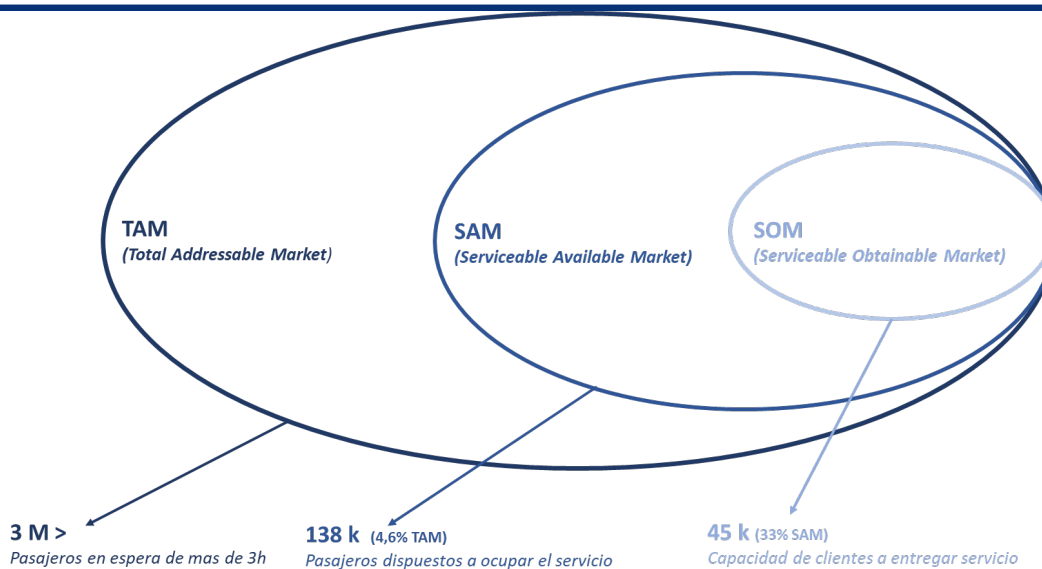 TAM
(Total Addressable Market)
SAM
(Serviceable Available Market)
SOM
(Serviceable Obtainable Market)
3 M >
Pasajeros en espera de mas de 3h
138 k (4,6% TAM)
Pasajeros dispuestos a ocupar el servicio
45 k (33% SAM)
Capacidad de clientes a entregar servicio